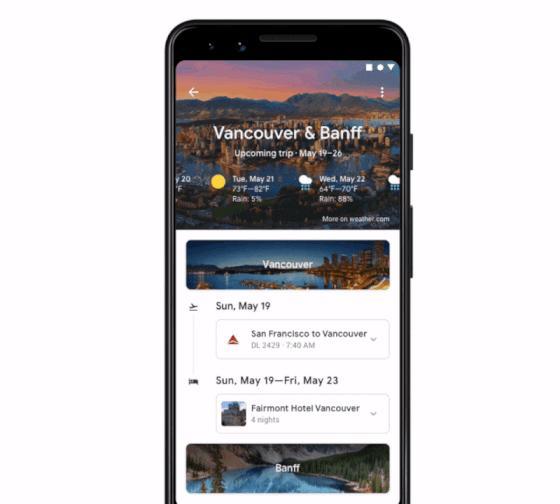 Vancouver & Banff
Upcoming trip · May 19–26
y 20
°F
Tue, May 21
73°F–82°F
Rain: 5%
Wed, May 22
64°F–70°F
Rain: 88%
More on weather.com
Vancouver
Sun, May 19
San Francisco to Vancouver
DL 2429 · 7:40 AM
Sun, May 19—Fri, May 23
Fairmont Hotel Vancouver
4 nights
Banff